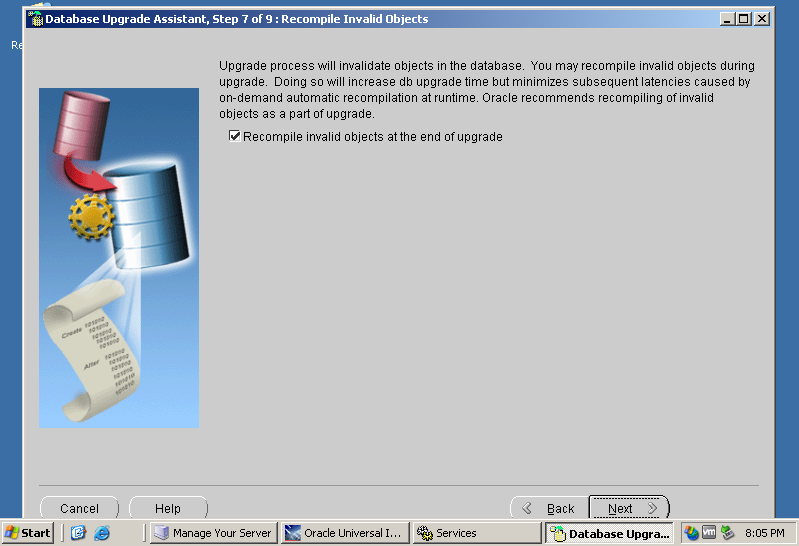 Database Upgrade Assistant, Step 7 of 9 : Recompile Invalid Objects
Re
Upgrade process will invalidate objects in the database. You may recompile invalid objects during
upgrade. Doing so will increase db upgrade time but minimizes subsequent latencies caused by
on-demand automatic recompilation at runtime. Oracle recommends recompiling of invalid
objects as a part of upgrade.
Recompile invalid objects at the end of upgrade
Create 101010
101010
101010
101010
Alter 101010
101010
101010
101010
101010
101010
Cancel
Help
Back
Next
Start
Manage Your Server
Oracle Universal I...
Services
Database Upgra...
vm
8:05 PM